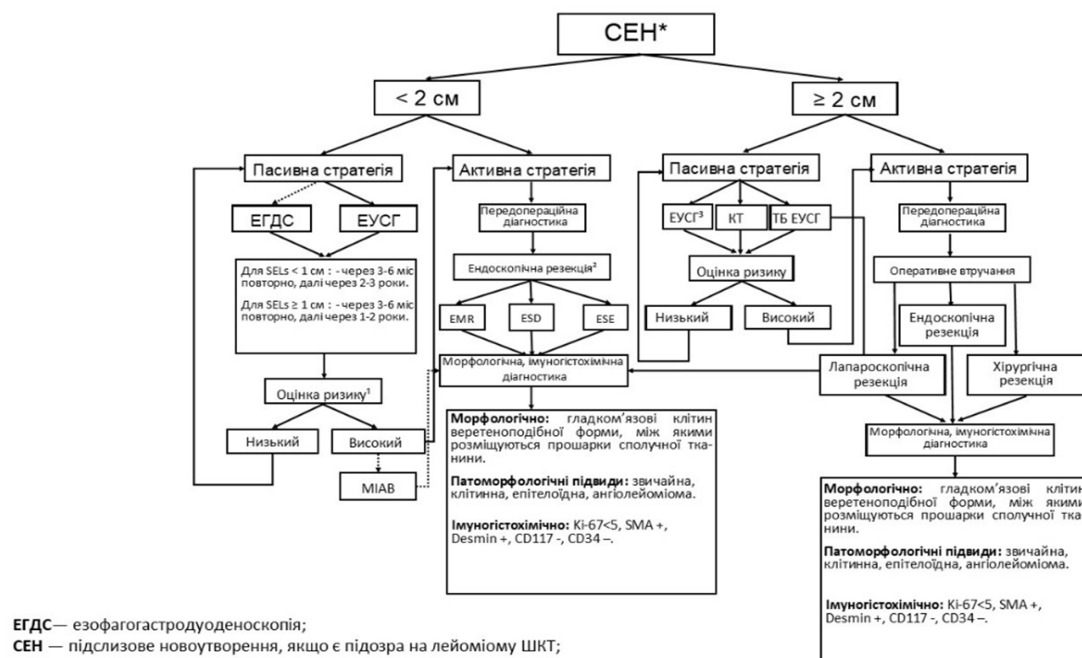 СЕН*
< 2 см
≥ 2 см
Пасивна стратегія
Активна стратегія
Пасивна стратегія
Активна стратегія
ЕГДС
ЕУСГ
Передопераційна
діагностика
ЕУСГ³
КТ
ТБ ЕУСГ
Передопераційна
діагностика
Для SELs < 1 см : - через 3-6 міс
повторно, далі через 2-3 роки.
Для SELs ≥ 1 см : - через 3-6 міс
повторно, далі через 1-2 роки.
Ендоскопічна резекція²
Оцінка ризику
Оперативне втручання
EMR
ESD
ESE
Низький
Високий
Ендоскопічна
резекція
Морфологічна, імуногістохімічна
діагностика
Лапароскопічна
резекція
Хірургічна
резекція
Оцінка ризику¹
Низький
Високий
МІАВ
Морфологічно: гладком’язові клітин
веретеноподібної форми, між якими
розміщуються прошарки сполучної тка-
нини.
Патоморфологічні підвиди: звичайна,
клітинна, епітелоїдна, ангіолейоміома.
Імуногістохімічно: Ki-67<5, SMA +,
Desmin +, CD117 -, CD34 –.
Морфологічна, імуногістохімічна
діагностика
Морфологічно: гладком’язові клітин
веретеноподібної форми, між якими
розміщуються прошарки сполучної тка-
нини.
Патоморфологічні підвиди: звичайна,
клітинна, епітелоїдна, ангіолейоміома.
Імуногістохімічно: Ki-67<5, SMA +,
Desmin +, CD117 -, CD34 –.
ЕГДС— езофагогастродуоденоскопія;
СЕН — підслизове новоутворення, якщо є підозра на лейоміому ШКТ;